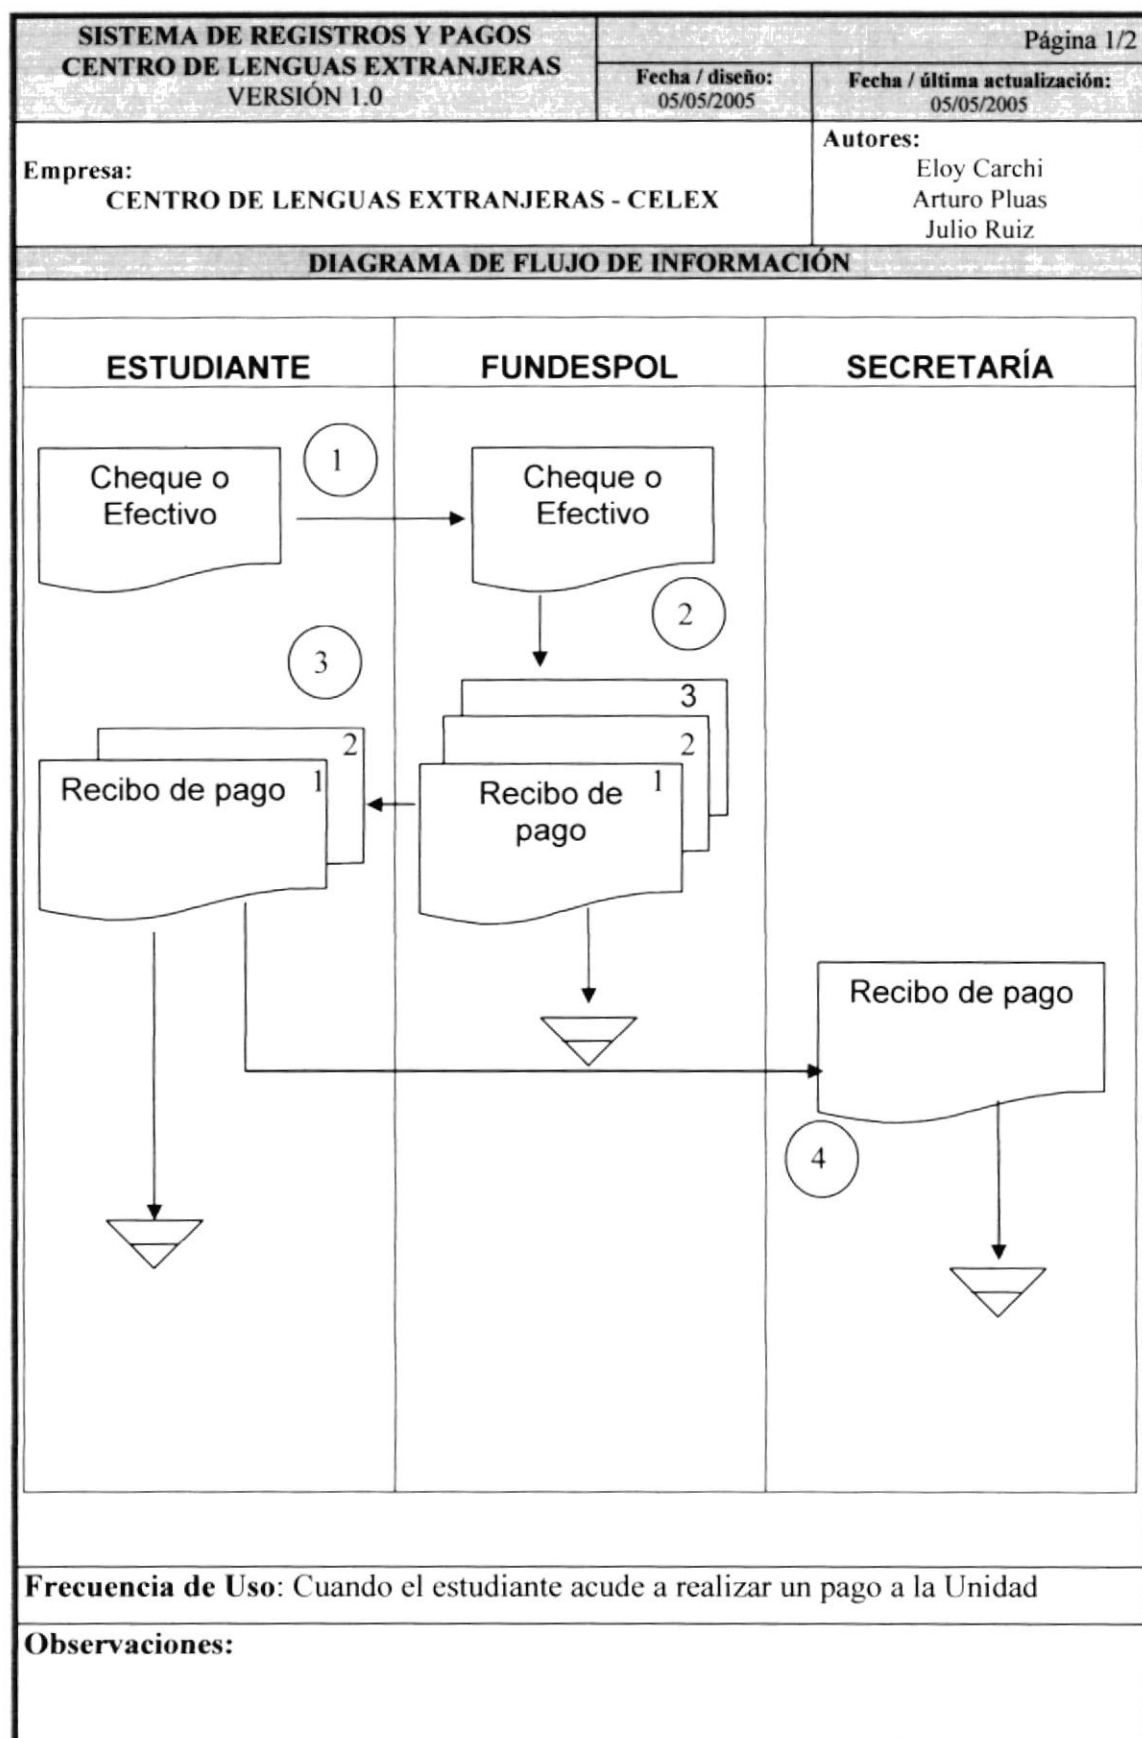 SISTEMA DE REGISTROS Y PAGOS
CENTRO DE LENGUAS EXTRANJERAS
VERSIÓN 1.0
Página 1/2
Fecha / diseño:
05/05/2005
Fecha / última actualización:
05/05/2005
Empresa:
CENTRO DE LENGUAS EXTRANJERAS - CELEX
Autores:
Eloy Carchi
Arturo Pluas
Julio Ruiz
DIAGRAMA DE FLUJO DE INFORMACIÓN
ESTUDIANTE
FUNDESPOL
SECRETARÍA
Cheque o
Efectivo
1
Cheque o
Efectivo
2
3
3
2
1
Recibo de
pago
2
1
Recibo de pago
Recibo de pago
4
Frecuencia de Uso: Cuando el estudiante acude a realizar un pago a la Unidad
Observaciones: